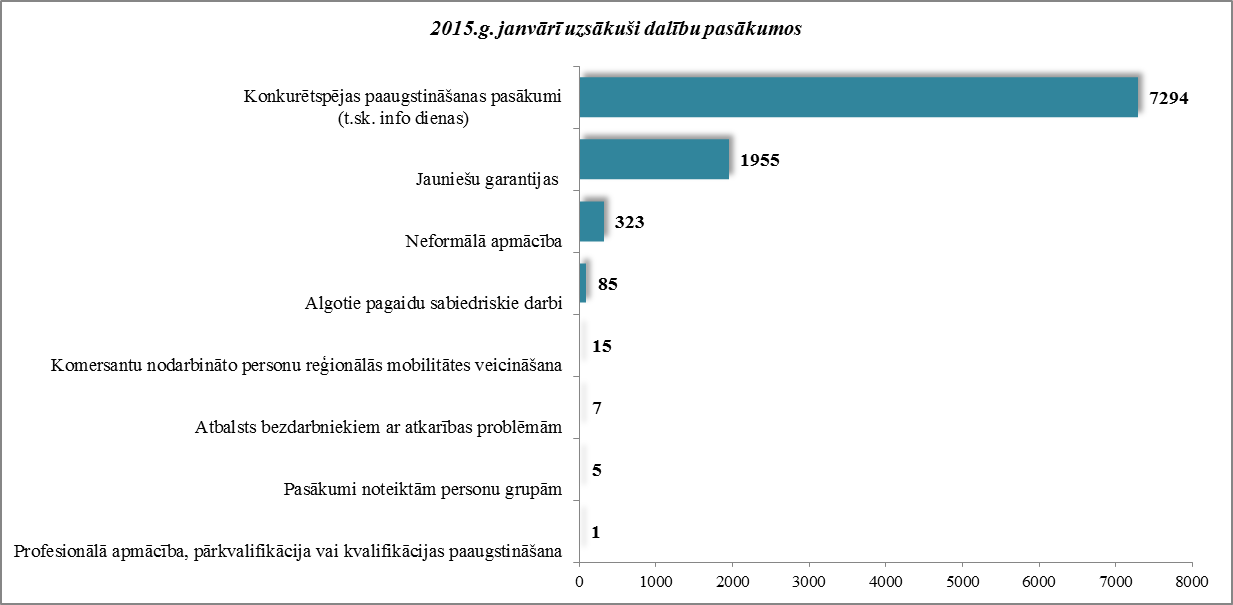 2015.g. janvārī uzsākuši dalību pasākumos
Konkurētspējas paaugstināšanas pasākumi
(t.sk. info dienas)
7294
Jauniešu garantijas
1955
Neformālā apmācība
323
Algotie pagaidu sabiedriskie darbi
85
Komersantu nodarbināto personu reģionālās mobilitātes veicināšana
15
Atbalsts bezdarbniekiem ar atkarības problēmām
7
Pasākumi noteiktām personu grupām
5
Profesionālā apmācība, pārkvalifikācija vai kvalifikācijas paaugstināšana
1
0 1000 2000 3000 4000 5000 6000 7000 8000